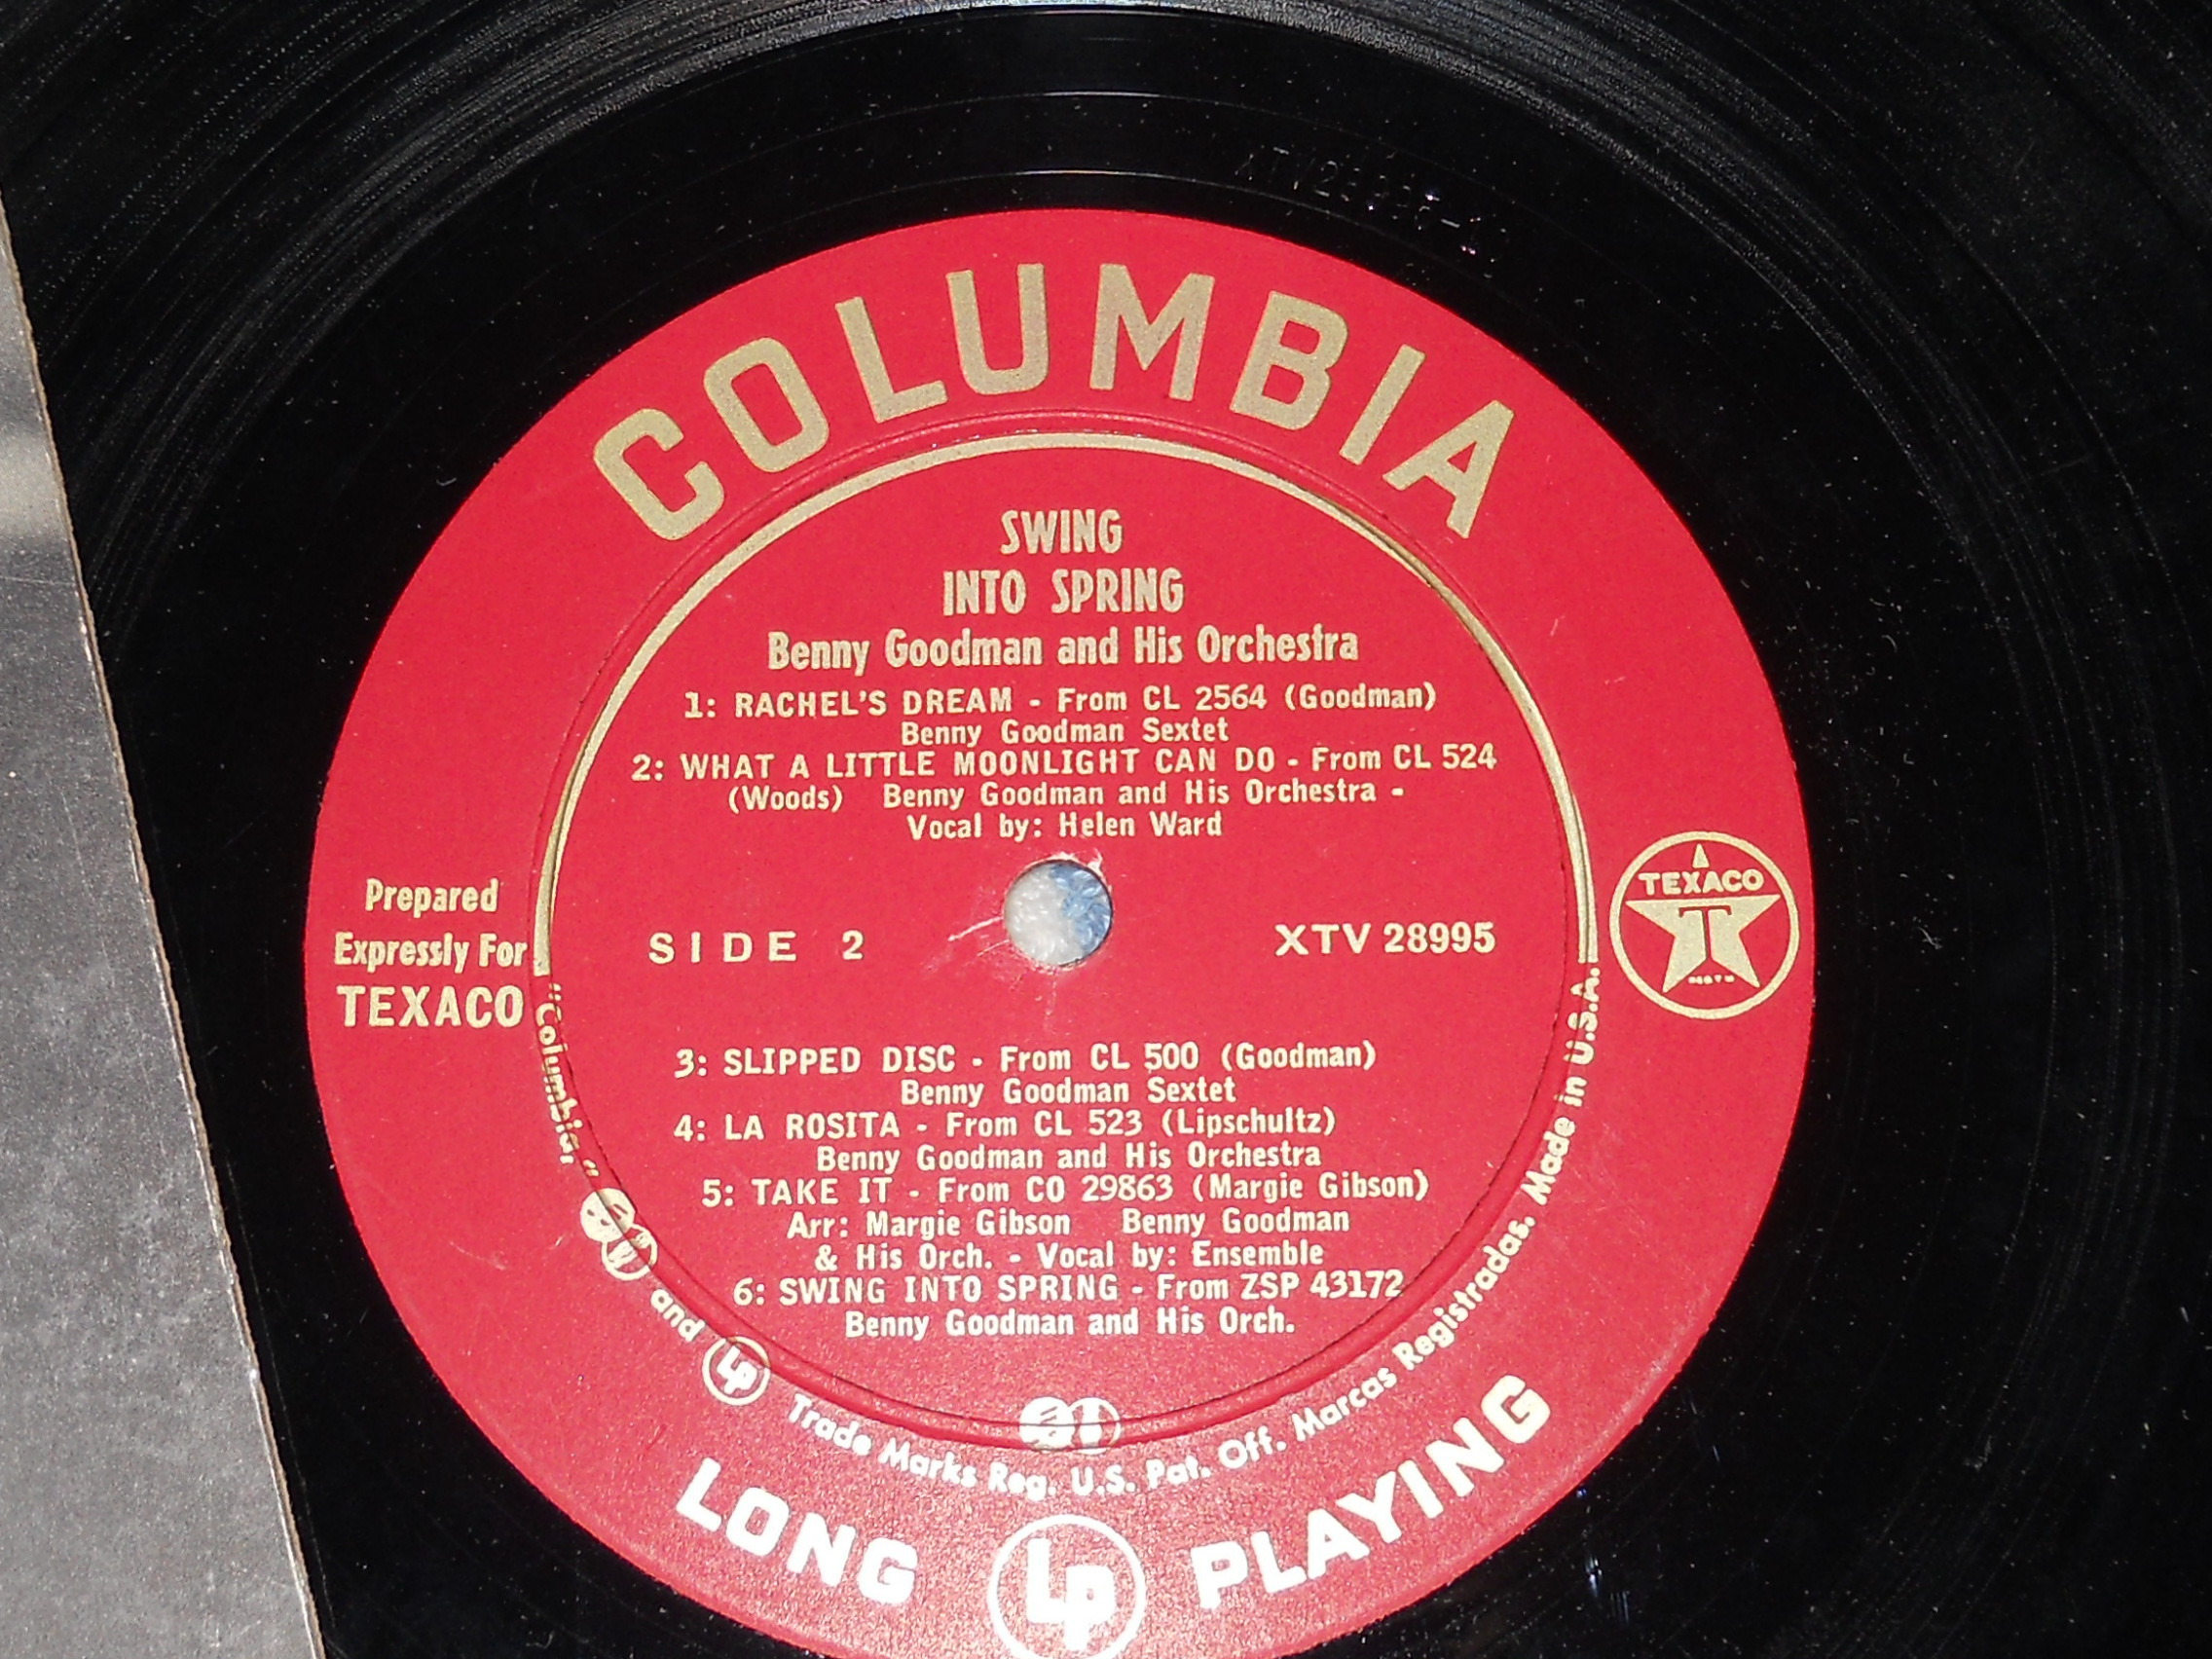 COLUMBIA
SWING
INTO SPRING
Benny Goodman and His Orchestra
1: RACHEL'S DREAM - From CL 2564 (Goodman)
Benny Goodman Sextet
2: WHAT A LITTLE MOONLIGHT CAN DO - From CL 524
(Woods) Benny Goodman and His Orchestra -
Vocal by: Helen Ward
Prepared
Expressly For
TEXACO
SIDE 2
XTV 28995
TEXACO
T
3: SLIPPED DISC - From CL 500 (Goodman)
Benny Goodman Sextet
4: LA ROSITA - From CL 523 (Lipschultz)
Benny Goodman and His Orchestra
5: TAKE IT - From CO 29863 (Margie Gibson)
Arr: Margie Gibson Benny Goodman
& His Orch. - Vocal by: Ensemble
6: SWING INTO SPRING - From ZSP 43172
Benny Goodman and His Orch.
"Columbia," and Lp Trade Marks Reg. U.S. Pat. Off. Marcas Registradas. Made in U.S.A.
LONG Lp PLAYING